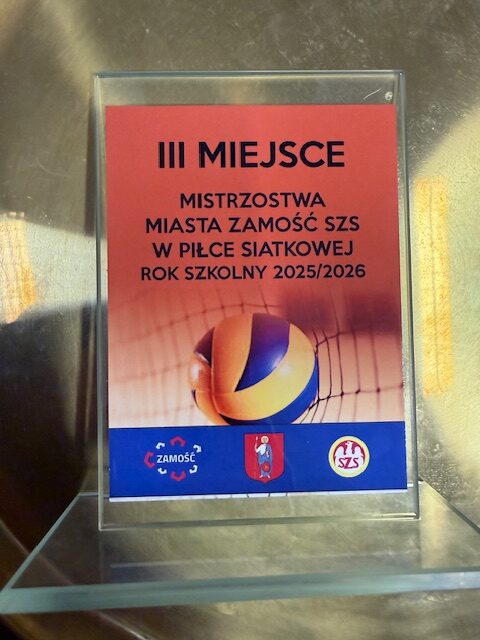 III MIEJSCE
MISTRZOSTWA
MIASTA ZAMOŚĆ SZS
W PIŁCE SIATKOWEJ
ROK SZKOLNY 2025/2026
ZAMOŚĆ
SZS